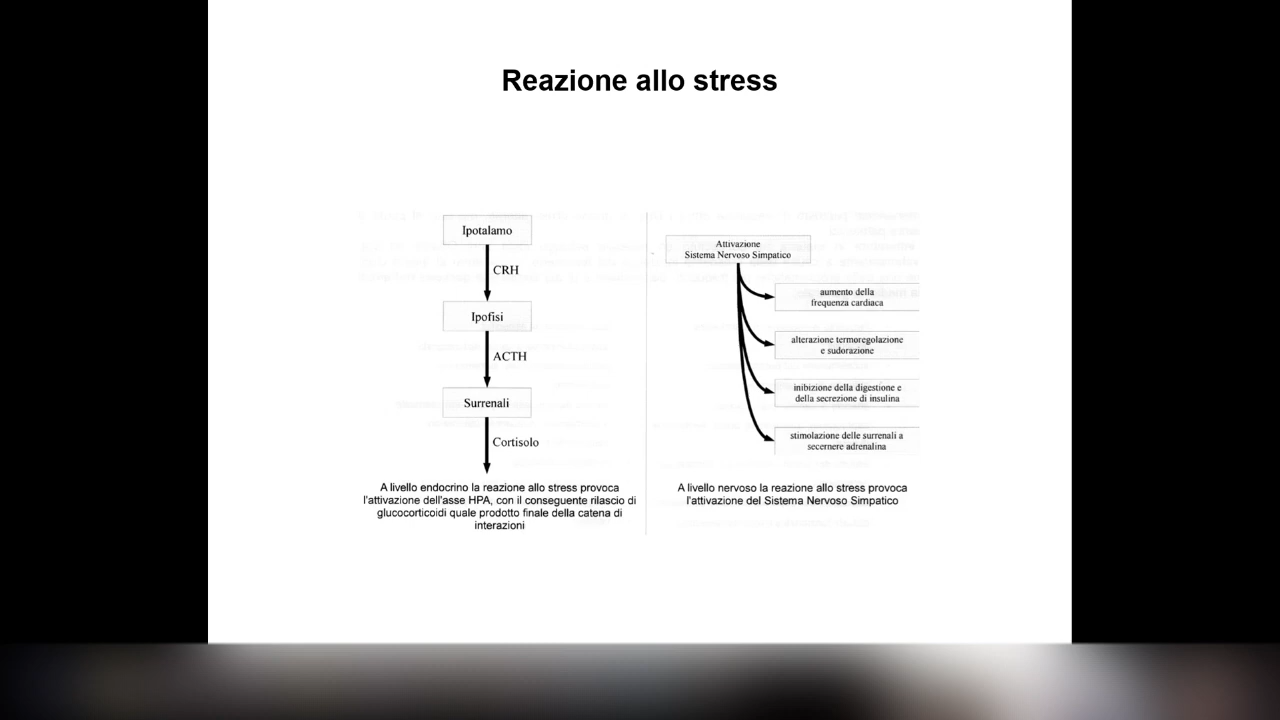 Reazione allo stress
Ipotalamo
CRH
Ipofisi
ACTH
Surrenali
Cortisolo
A livello endocrino la reazione allo stress provoca
l'attivazione dell'asse HPA, con il conseguente rilascio di
glucocorticoidi quale prodotto finale della catena di
interazioni
Attivazione
Sistema Nervoso Simpatico
aumento della
frequenza cardiaca
alterazione termoregolazione
e sudorazione
inibizione della digestione e
della secrezione di insulina
stimolazione delle surrenali a
secernere adrenalina
A livello nervoso la reazione allo stress provoca
l'attivazione del Sistema Nervoso Simpatico